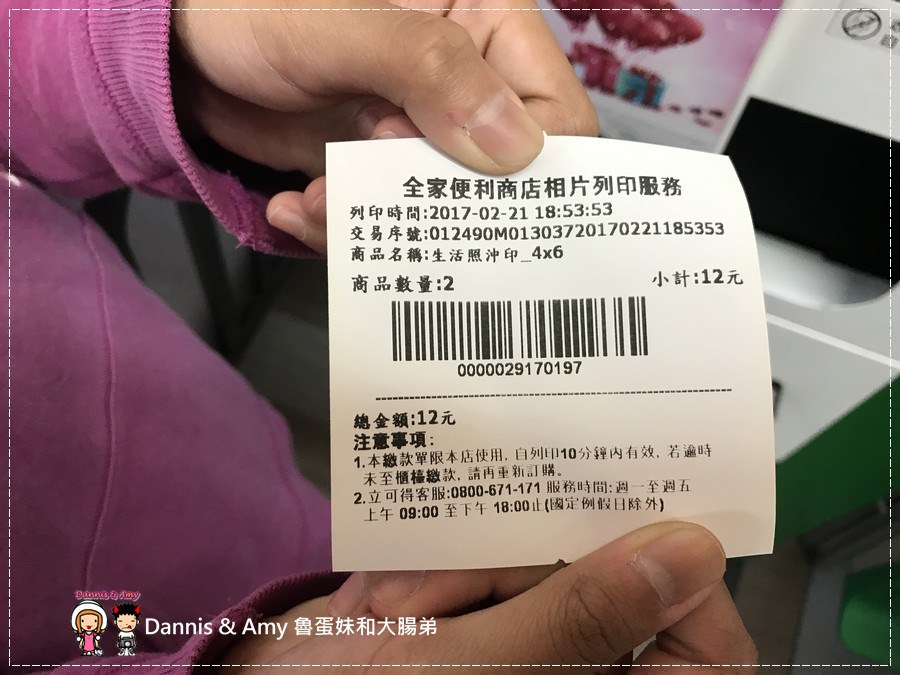 全家便利商店相片列印服務
列印時間:2017-02-21 18:53:53
交易序號:012490M01303720170221185353
商品名稱:生活照沖印_4x6
商品數量:2 小計:12元
0000029170197
總金額:12元
注意事項:
1.本繳款單限本店使用, 自列印10分鐘內有效, 若逾時
未至櫃檯繳款, 請再重新訂購。
2.立可得客服:0800-671-171 服務時間:週一至週五
上午 09:00 至下午 18:00止(國定例假日除外)
Dannis & Amy
Dannis & Amy 魯蛋妹和大腸弟